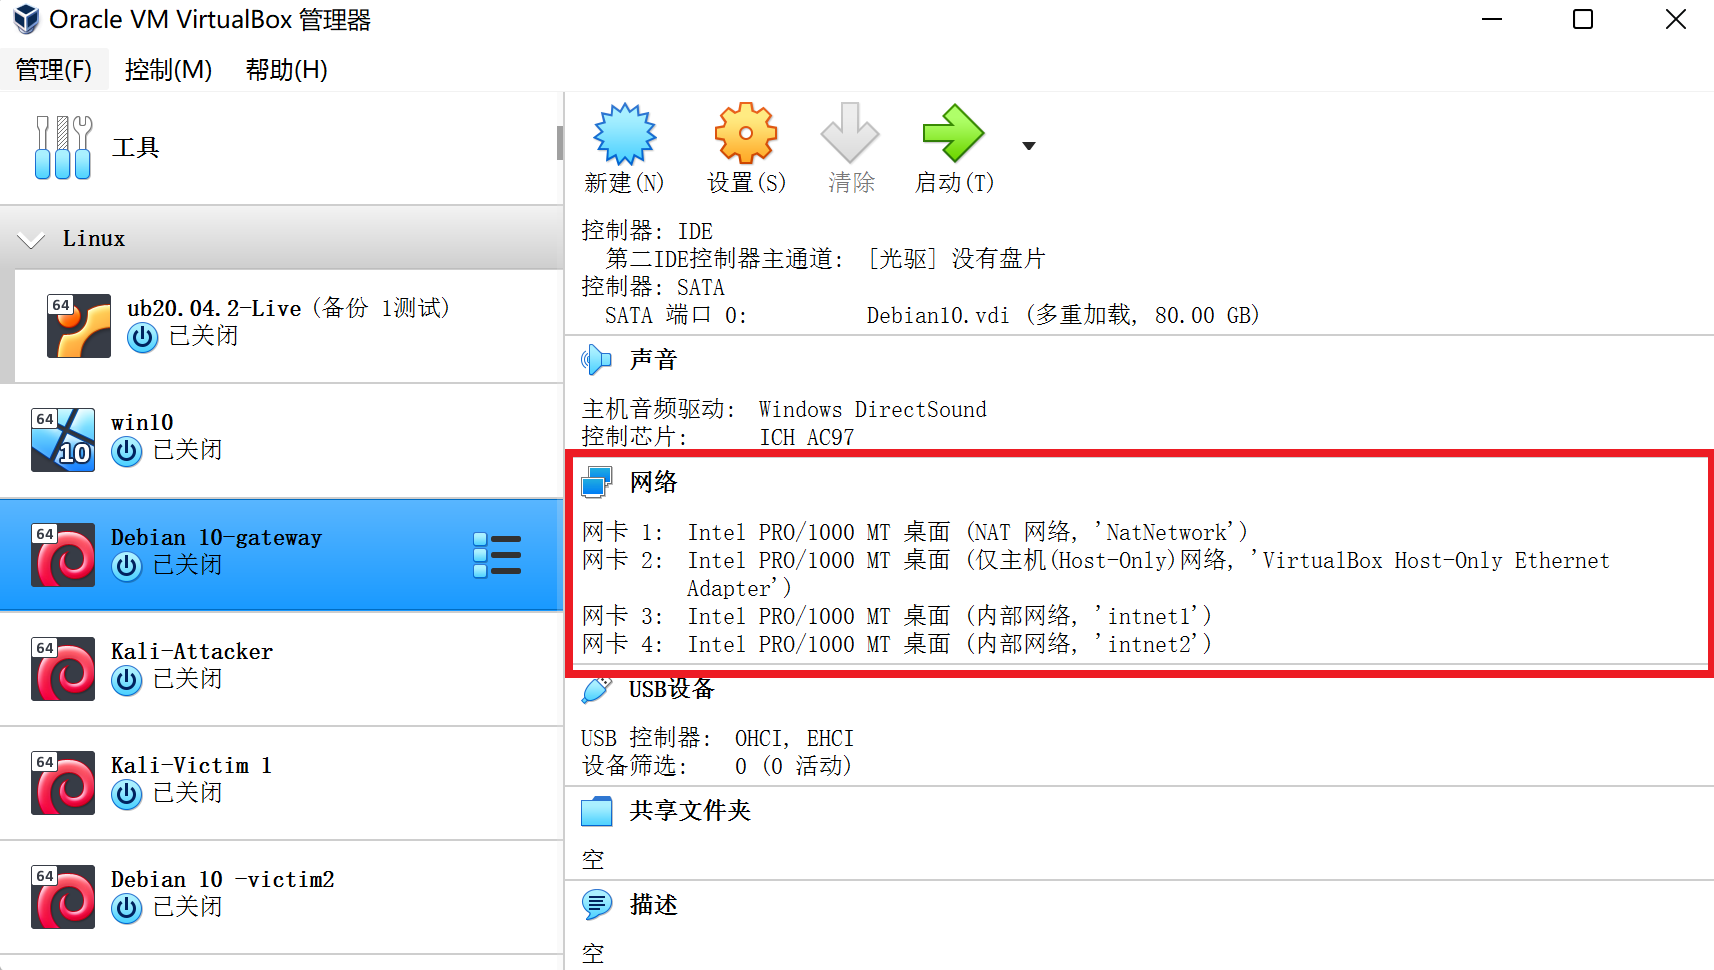 Oracle VM VirtualBox 管理器
管理(F) 控制(M) 帮助(H)
工具
新建(N) 设置(S) 清除 启动(T)
Linux
64
ub20.04.2-Live (备份 1测试)
已关闭
64
10
win10
已关闭
64
Debian 10-gateway
已关闭
64
Kali-Attacker
已关闭
64
Kali-Victim 1
已关闭
64
Debian 10 -victim2
已关闭
控制器: IDE
第二IDE控制器主通道: [光驱] 没有盘片
控制器: SATA
SATA 端口 0: Debian10.vdi (多重加载, 80.00 GB)
声音
主机音频驱动: Windows DirectSound
控制芯片: ICH AC97
网络
网卡 1: Intel PRO/1000 MT 桌面 (NAT 网络, 'NatNetwork')
网卡 2: Intel PRO/1000 MT 桌面 (仅主机(Host-Only)网络, 'VirtualBox Host-Only Ethernet
Adapter')
网卡 3: Intel PRO/1000 MT 桌面 (内部网络, 'intnet1')
网卡 4: Intel PRO/1000 MT 桌面 (内部网络, 'intnet2')
USB设备
USB 控制器: OHCI, EHCI
设备筛选: 0 (0 活动)
共享文件夹
空
描述
空